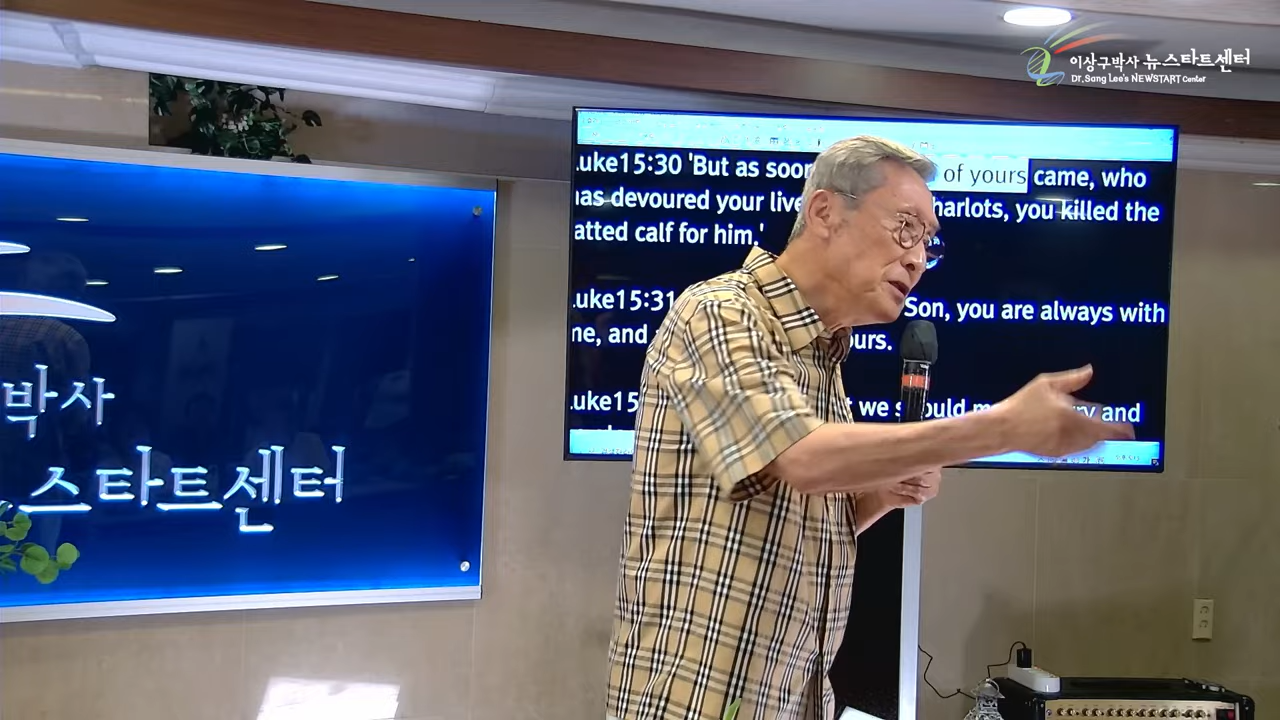 이상구박사 뉴스타트센터
Dr. Sang Lee's NEWSTART Center
uke15:30 'But as soon of yours came, who
as devoured your live harlots, you killed the
atted calf for him.'
uke15:31 Son, you are always with
me, and ours.
uke15 we should m ry and
박사
스타트센터